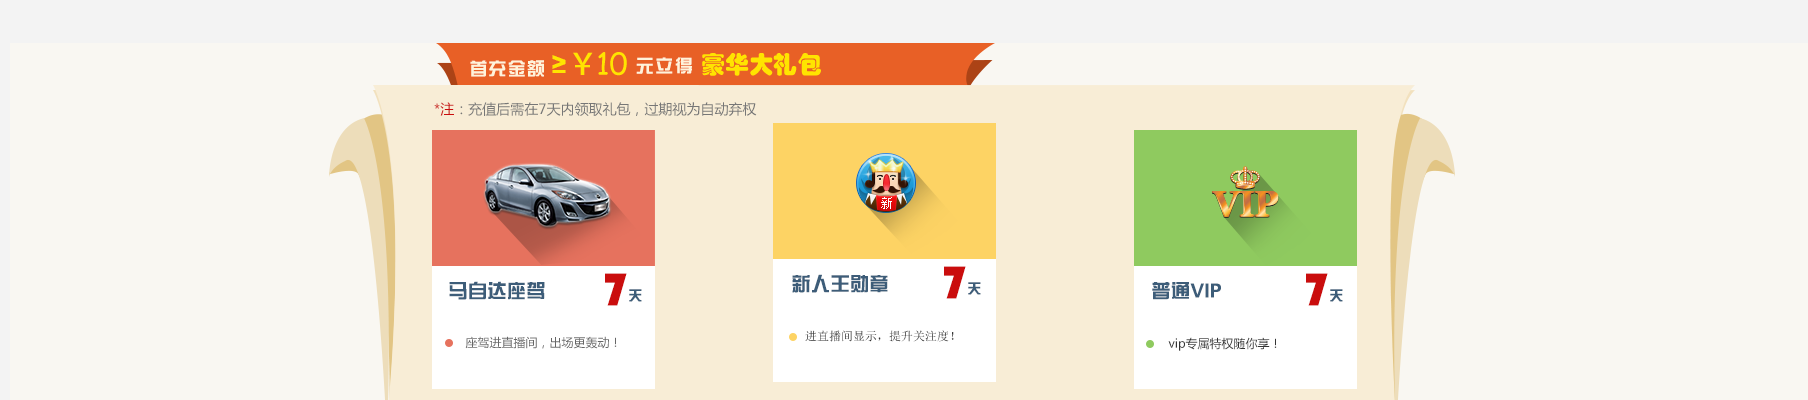 首充金额≥￥10元立得豪华大礼包
*注：充值后需在7天内领取礼包，过期视为自动弃权
新
VIP
马自达座驾 7天
座驾进直播间，出场更轰动！
新人王勋章 7天
进直播间显示，提升关注度！
普通VIP 7天
vip专属特权随你享！